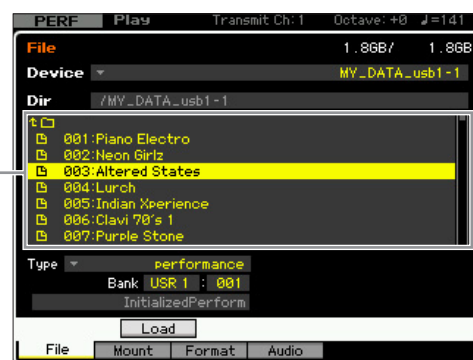 PERF Play Transmit Ch: 1 Octave: +0 ♩=141
File 1.8GB/ 1.8GB
Device MY_DATA_usb1-1
Dir /MY_DATA_usb1-1
001:Piano Electro
002:Neon Girlz
003:Altered States
004:Lurch
005:Indian Xperience
006:Clavi 70's 1
007:Purple Stone
Type performance
Bank USR 1 : 001
InitializedPerform
Load
File Mount Format Audio